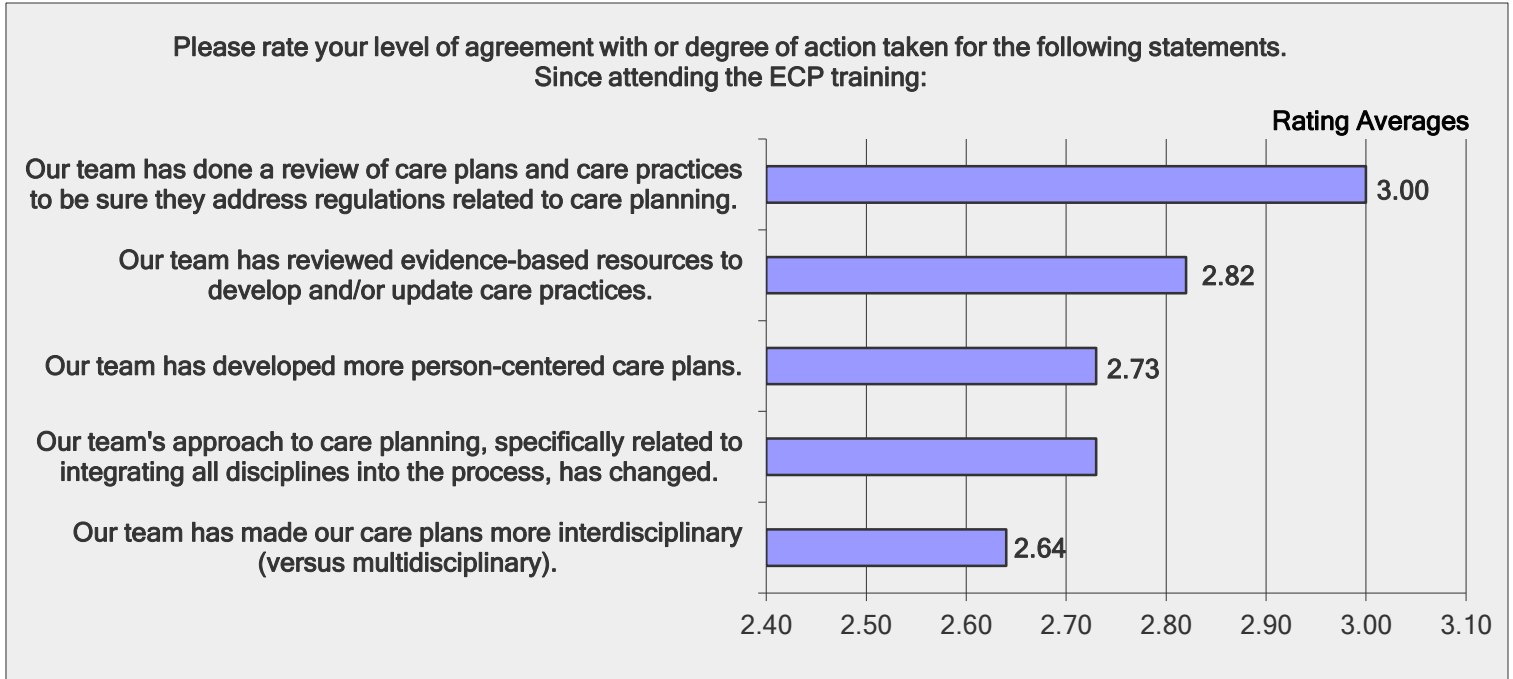 Please rate your level of agreement with or degree of action taken for the following statements.
Since attending the ECP training:
Rating Averages
Our team has done a review of care plans and care practices
to be sure they address regulations related to care planning.
3.00
Our team has reviewed evidence-based resources to
develop and/or update care practices.
2.82
Our team has developed more person-centered care plans.
2.73
Our team's approach to care planning, specifically related to
integrating all disciplines into the process, has changed.
Our team has made our care plans more interdisciplinary
(versus multidisciplinary).
2.64
2.40 2.50 2.60 2.70 2.80 2.90 3.00 3.10